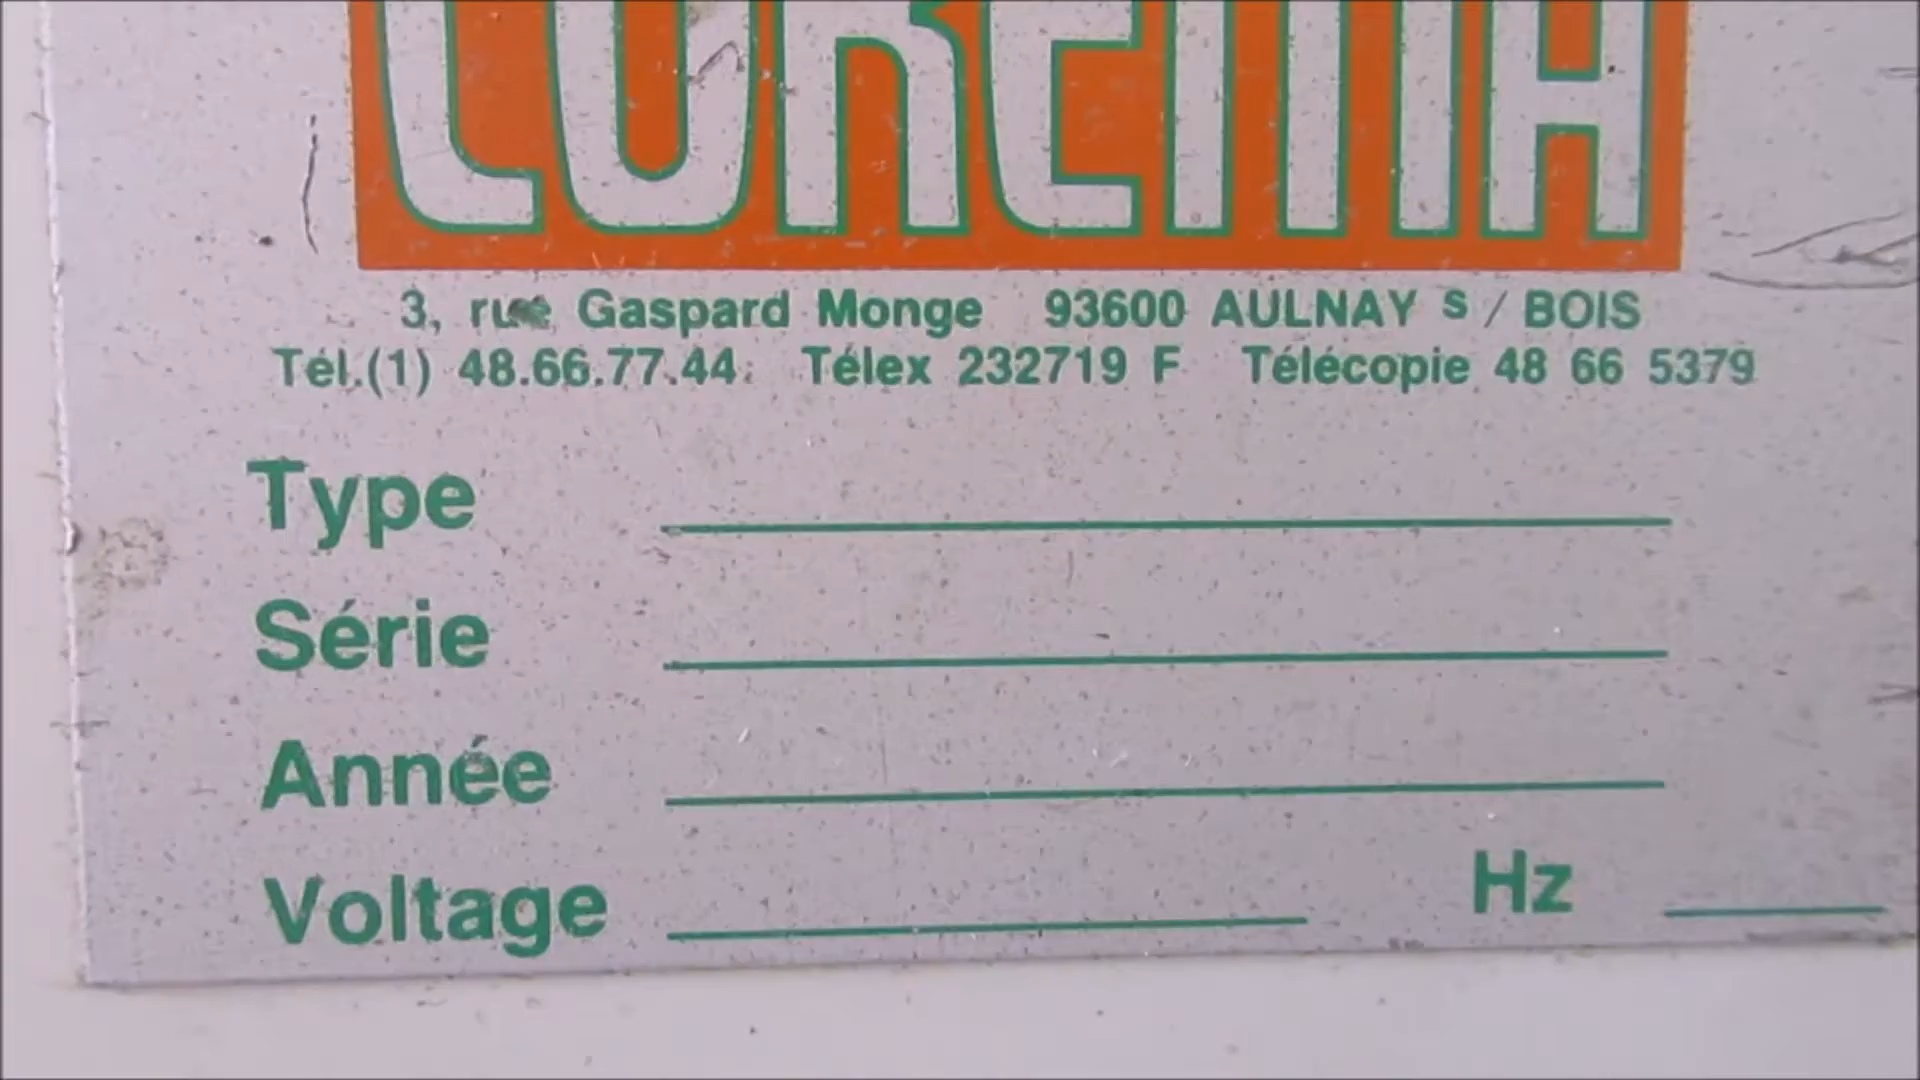 3, rue Gaspard Monge 93600 AULNAY S / BOIS
Tél.(1) 48.66.77.44. Télex 232719 F Télécopie 48 66 5379
Type
Série
Année
Voltage Hz